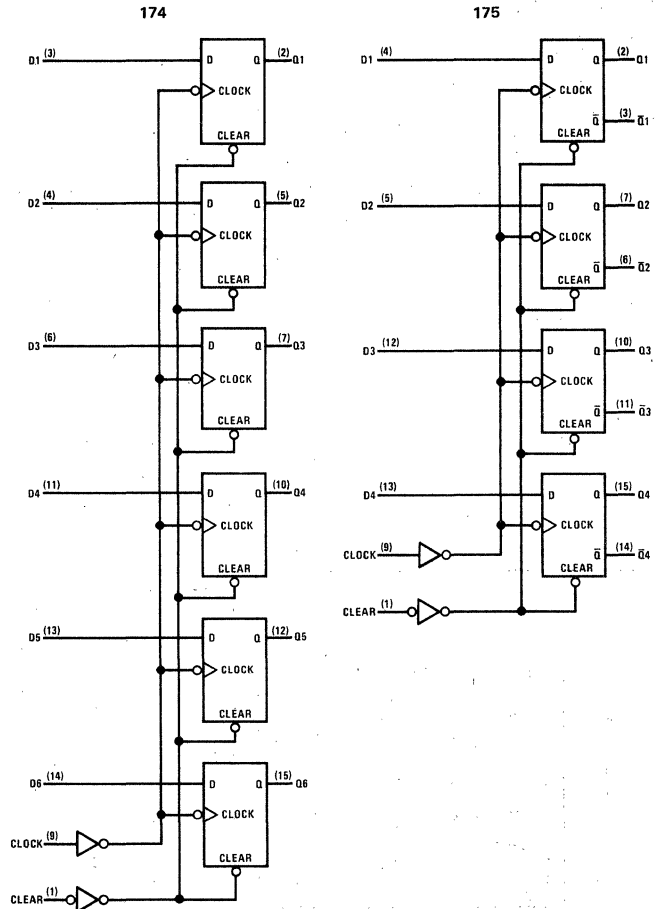 174
D1 (3) D Q (2) Q1
CLOCK
CLEAR
D2 (4) D Q (5) Q2
CLOCK
CLEAR
D3 (6) D Q (7) Q3
CLOCK
CLEAR
D4 (11) D Q (10) Q4
CLOCK
CLEAR
D5 (13) D Q (12) Q5
CLOCK
CLEAR
D6 (14) D Q (15) Q6
CLOCK
CLEAR
CLOCK (9)
CLEAR (1)
175
D1 (4) D Q (2) Q1
CLOCK
Q̅ (3) Q̅1
CLEAR
D2 (5) D Q (7) Q2
CLOCK
Q̅ (6) Q̅2
CLEAR
D3 (12) D Q (10) Q3
CLOCK
Q̅ (11) Q̅3
CLEAR
D4 (13) D Q (15) Q4
CLOCK
Q̅ (14) Q̅4
CLEAR
CLOCK (9)
CLEAR (1)